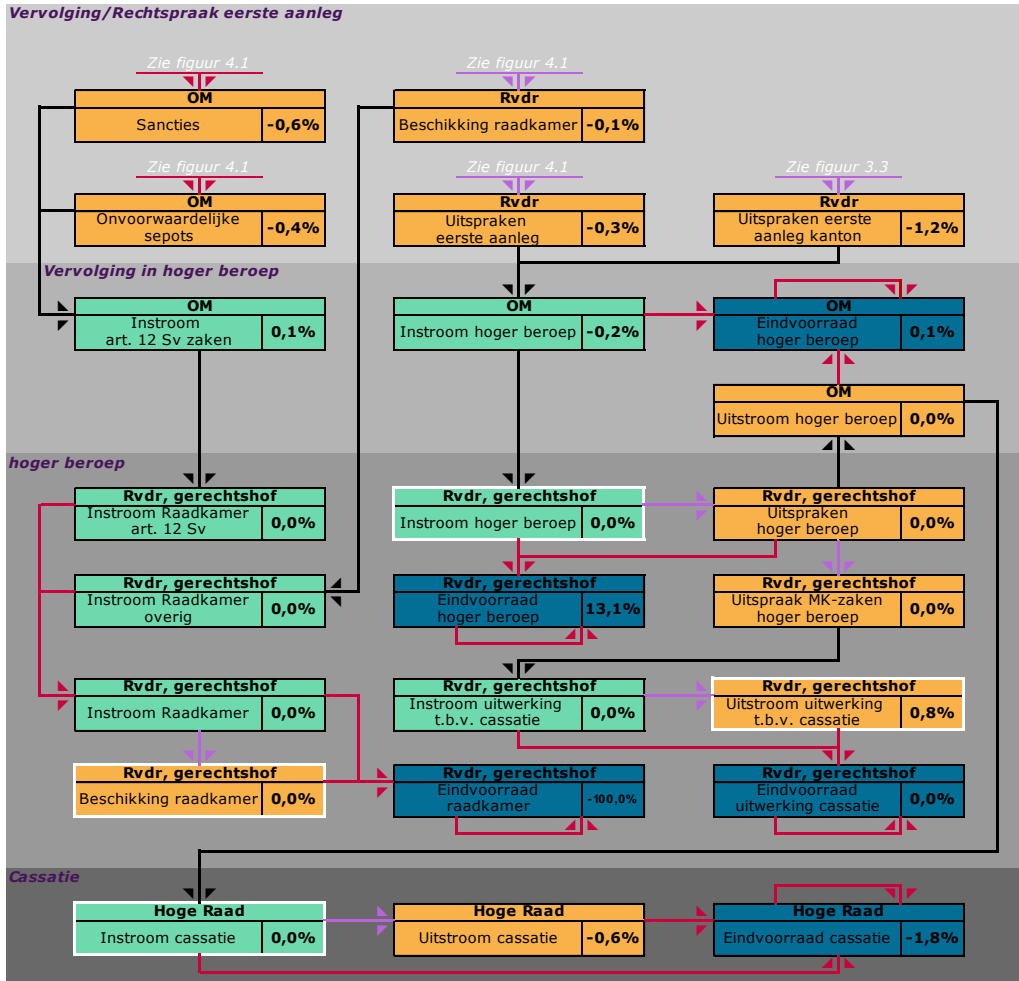 Vervolging/Rechtspraak eerste aanleg
Zie figuur 4.1
Zie figuur 4.1
OM
Sancties
-0,6%
Rvdr
Beschikking raadkamer
-0,1%
Zie figuur 4.1
Zie figuur 4.1
Zie figuur 3.3
OM
Onvoorwaardelijke
sepots
-0,4%
Rvdr
Uitspraken
eerste aanleg
-0,3%
Rvdr
Uitspraken eerste
aanleg kanton
-1,2%
Vervolging in hoger beroep
OM
Instroom
art. 12 Sv zaken
0,1%
OM
Instroom hoger beroep
-0,2%
OM
Eindvoorraad
hoger beroep
0,1%
OM
Uitstroom hoger beroep
0,0%
hoger beroep
Rvdr, gerechtshof
Instroom Raadkamer
art. 12 Sv
0,0%
Rvdr, gerechtshof
Instroom hoger beroep
0,0%
Rvdr, gerechtshof
Uitspraken
hoger beroep
0,0%
Rvdr, gerechtshof
Instroom Raadkamer
overig
0,0%
Rvdr, gerechtshof
Eindvoorraad
hoger beroep
13,1%
Rvdr, gerechtshof
Uitspraak MK-zaken
hoger beroep
0,0%
Rvdr, gerechtshof
Instroom Raadkamer
0,0%
Rvdr, gerechtshof
Instroom uitwerking
t.b.v. cassatie
0,0%
Rvdr, gerechtshof
Uitstroom uitwerking
t.b.v. cassatie
0,8%
Rvdr, gerechtshof
Beschikking raadkamer
0,0%
Rvdr, gerechtshof
Eindvoorraad
raadkamer
-100,0%
Rvdr, gerechtshof
Eindvoorraad
uitwerking cassatie
0,0%
Cassatie
Hoge Raad
Instroom cassatie
0,0%
Hoge Raad
Uitstroom cassatie
-0,6%
Hoge Raad
Eindvoorraad cassatie
-1,8%